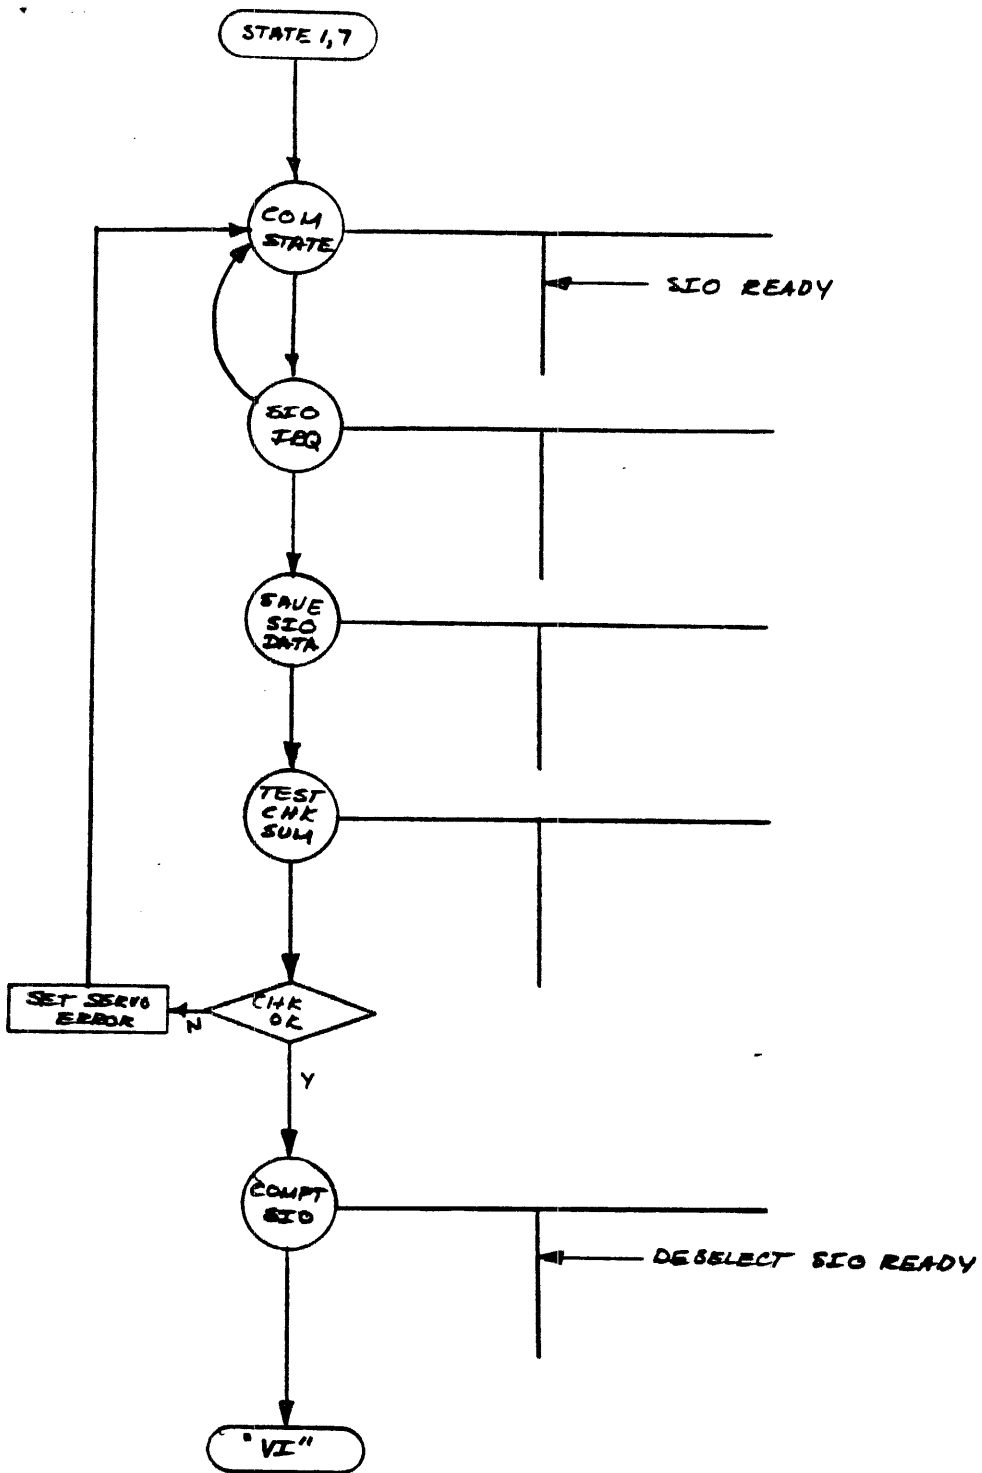 STATE 1,7
COM
STATE
SIO READY
SIO
IRQ
SAVE
SIO
DATA
TEST
CHK
SUM
SET SERVO
ERROR
N
CHK
OK
Y
COMPT
SIO
DESELECT SIO READY
"VI"